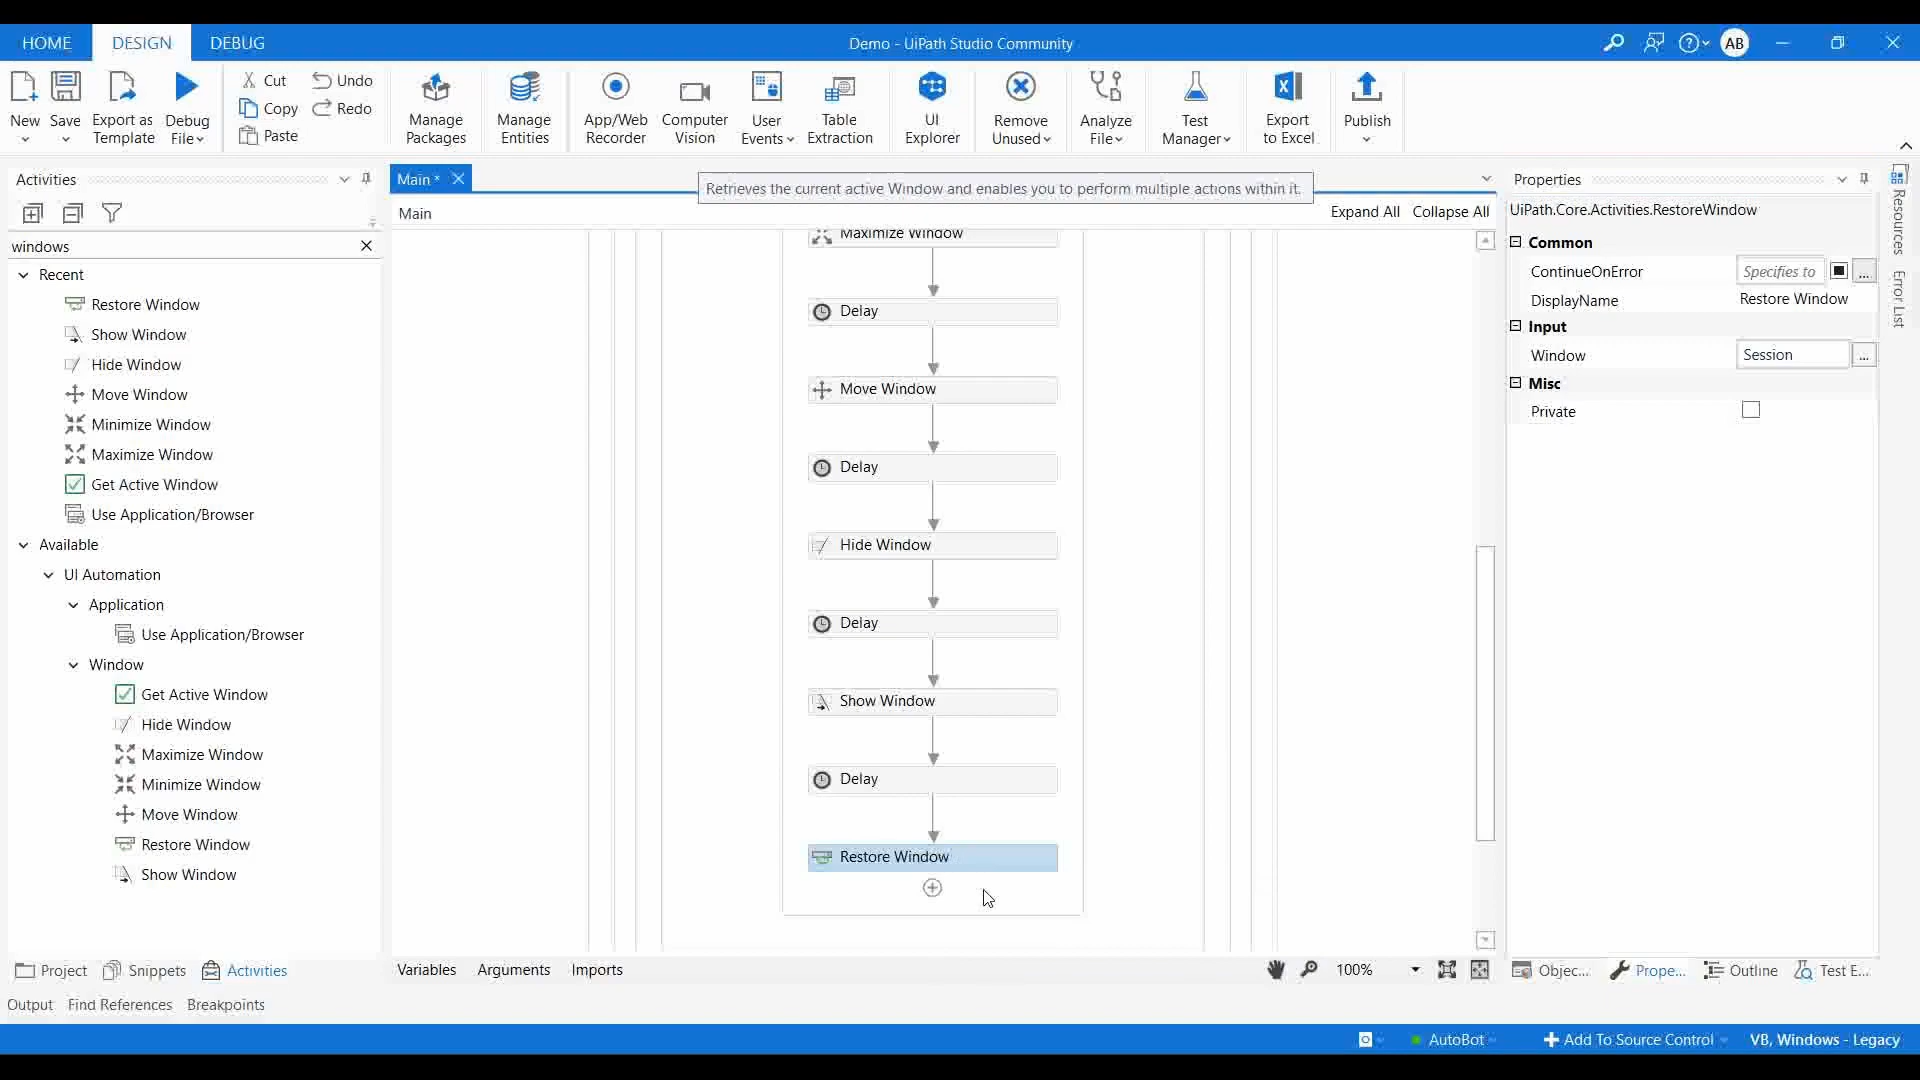 HOME
DESIGN
DEBUG
Demo - UiPath Studio Community
AB
New
Save
Export as
Template
Debug
File
Cut
Copy
Paste
Undo
Redo
Manage
Packages
Manage
Entities
App/Web
Recorder
Computer
Vision
User
Events
Table
Extraction
UI
Explorer
Remove
Unused
Analyze
File
Test
Manager
Export
to Excel
Publish
Activities
windows
Recent
Restore Window
Show Window
Hide Window
Move Window
Minimize Window
Maximize Window
Get Active Window
Use Application/Browser
Available
UI Automation
Application
Use Application/Browser
Window
Get Active Window
Hide Window
Maximize Window
Minimize Window
Move Window
Restore Window
Show Window
Project
Snippets
Activities
Main *
Retrieves the current active Window and enables you to perform multiple actions within it.
Main
Expand All
Collapse All
Maximize Window
Delay
Move Window
Delay
Hide Window
Delay
Show Window
Delay
Restore Window
Variables
Arguments
Imports
100%
Properties
UiPath.Core.Activities.RestoreWindow
Common
ContinueOnError
Specifies to
...
DisplayName
Restore Window
Input
Window
Session
...
Misc
Private
Resources
Error List
Objec...
Prope...
Outline
Test E...
Output
Find References
Breakpoints
AutoBot
Add To Source Control
VB, Windows - Legacy